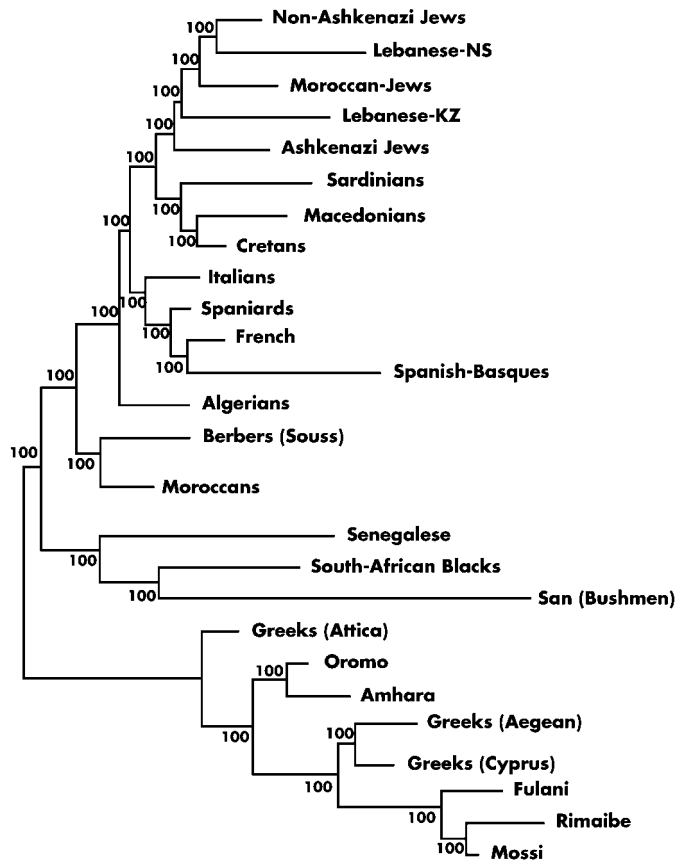 Non-Ashkenazi Jews
100
Lebanese-NS
100
Moroccan-Jews
100
Lebanese-KZ
100
Ashkenazi Jews
100
Sardinians
100
Macedonians
100
Cretans
100
Italians
100
Spaniards
100
French
100
Spanish-Basques
100
Algerians
100
Berbers (Souss)
100
Moroccans
100
Senegalese
100
South-African Blacks
100
San (Bushmen)
Greeks (Attica)
Oromo
100
Amhara
100
Greeks (Aegean)
100
Greeks (Cyprus)
100
Fulani
100
Rimaibe
100
Mossi